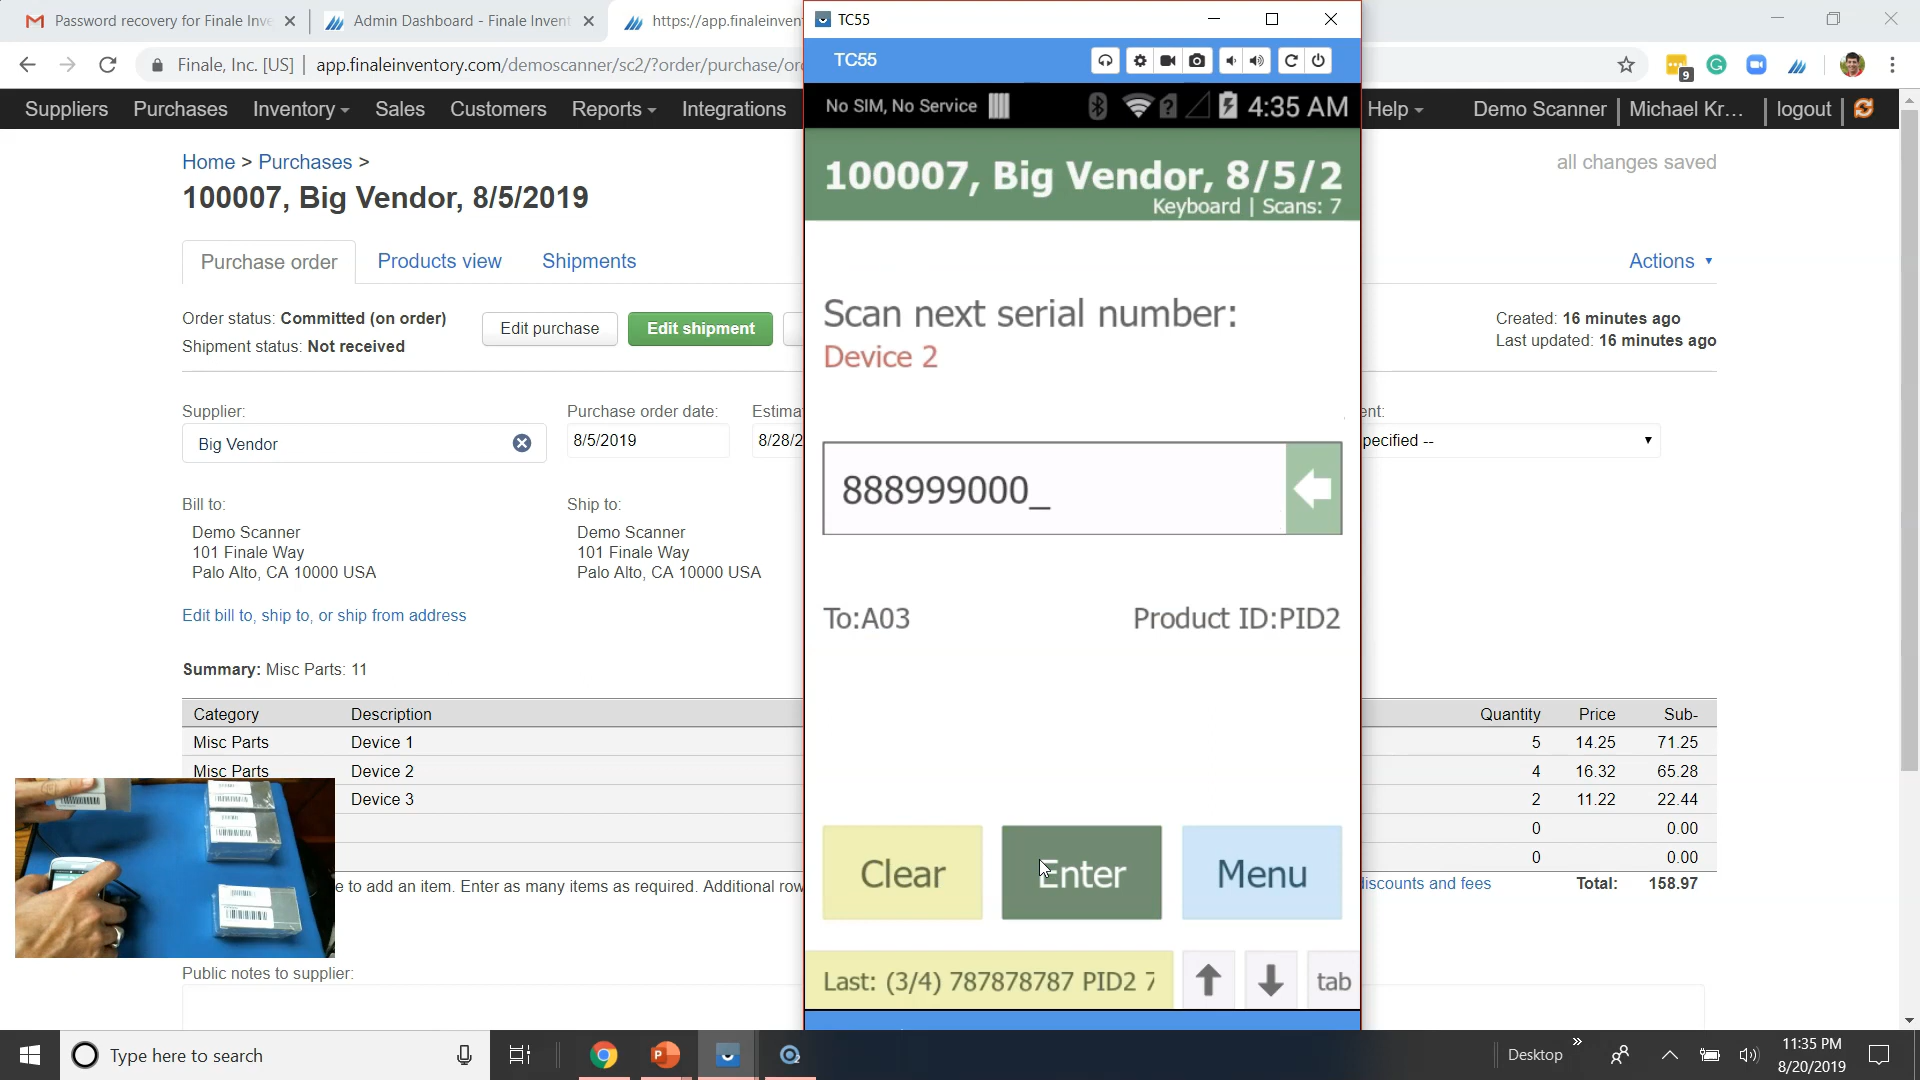 Password recovery for Finale Inve
Admin Dashboard - Finale Invent
https://app.finaleinven
TC55
Finale, Inc. [US] | app.finaleinventory.com/demoscanner/sc2/?order/purchase/or
9
TC55
Suppliers Purchases Inventory Sales Customers Reports Integrations
Help Demo Scanner Michael Kr... logout
No SIM, No Service 4:35 AM
Home > Purchases >
100007, Big Vendor, 8/5/2019
all changes saved
100007, Big Vendor, 8/5/2
Keyboard | Scans: 7
Purchase order Products view Shipments
Actions
Order status: Committed (on order)
Shipment status: Not received
Edit purchase
Edit shipment
Created: 16 minutes ago
Last updated: 16 minutes ago
Scan next serial number:
Device 2
Supplier:
Big Vendor
Purchase order date:
8/5/2019
Estima
8/28/2
ent:
pecified --
888999000_
Bill to:
Demo Scanner
101 Finale Way
Palo Alto, CA 10000 USA
Ship to:
Demo Scanner
101 Finale Way
Palo Alto, CA 10000 USA
Edit bill to, ship to, or ship from address
To:A03 Product ID:PID2
Summary: Misc Parts: 11
Category Description Quantity Price Sub-
Misc Parts Device 1 5 14.25 71.25
Misc Parts Device 2 4 16.32 65.28
Device 3 2 11.22 22.44
0 0.00
0 0.00
e to add an item. Enter as many items as required. Additional row
discounts and fees Total: 158.97
Clear Enter Menu
Last: (3/4) 787878787 PID2 7
tab
Public notes to supplier:
Type here to search
Desktop
11:35 PM
8/20/2019